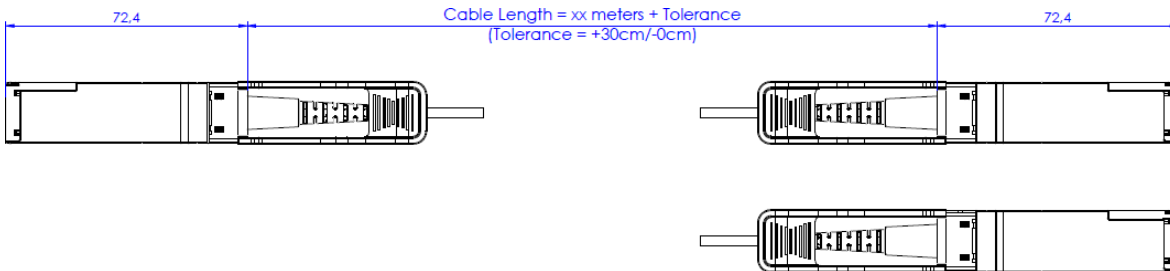 72,4
Cable Length = xx meters + Tolerance
(Tolerance = +30cm/-0cm)
72,4